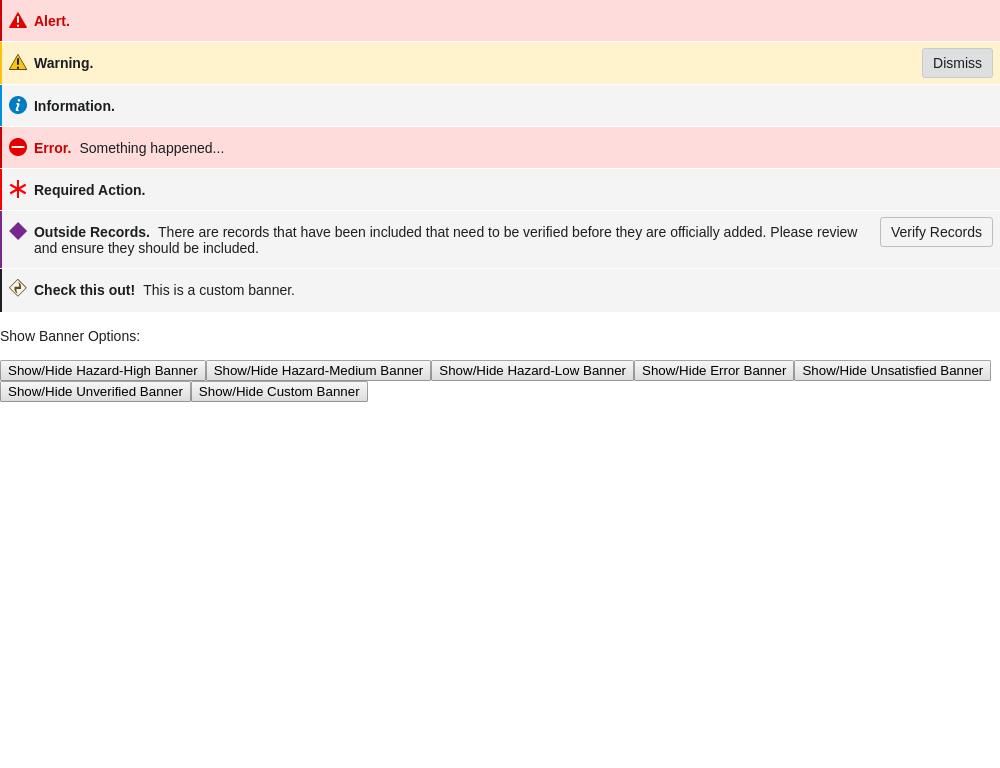 Alert.
Warning.
Dismiss
Information.
Error. Something happened...
Required Action.
Outside Records. There are records that have been included that need to be verified before they are officially added. Please review
and ensure they should be included.
Verify Records
Check this out! This is a custom banner.
Show Banner Options:
Show/Hide Hazard-High Banner Show/Hide Hazard-Medium Banner Show/Hide Hazard-Low Banner Show/Hide Error Banner Show/Hide Unsatisfied Banner
Show/Hide Unverified Banner Show/Hide Custom Banner